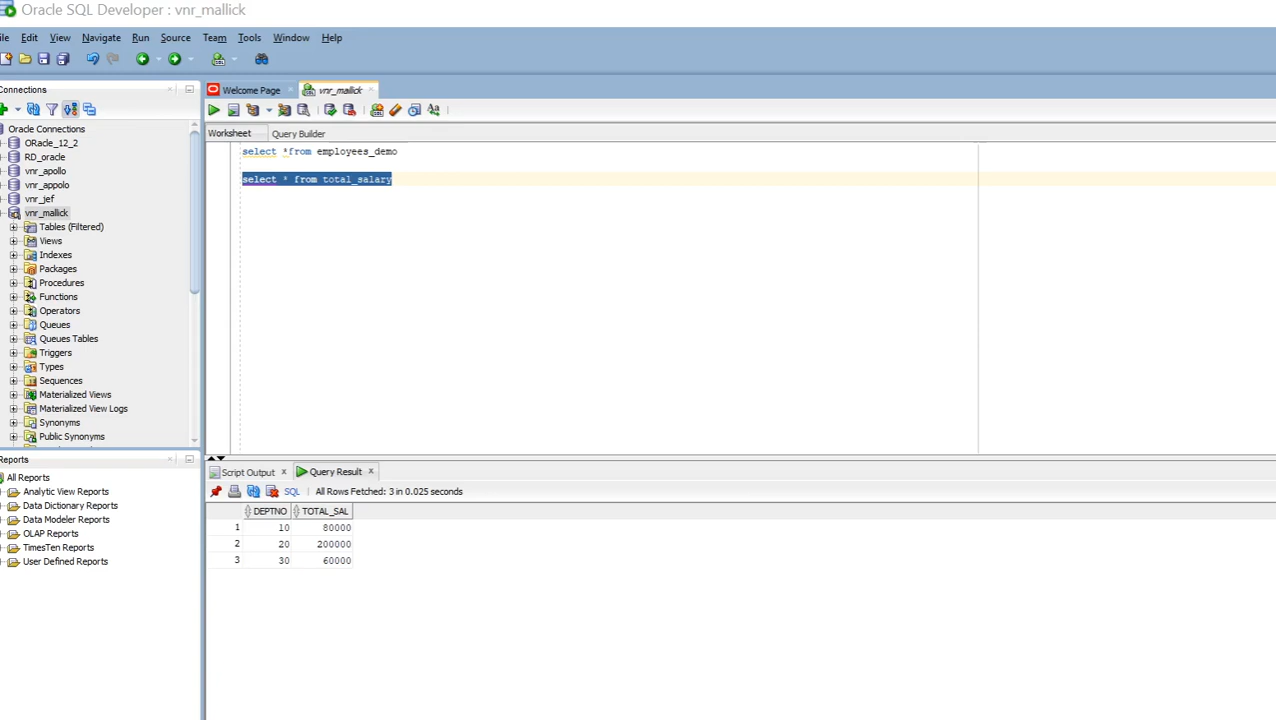 Oracle SQL Developer : vnr_mallick
ile Edit View Navigate Run Source Team Tools Window Help
Connections
Oracle Connections
ORacle_12_2
RD_oracle
vnr_apollo
vnr_appolo
vnr_jef
vnr_mallick
Tables (Filtered)
Views
Indexes
Packages
Procedures
Functions
Operators
Queues
Queues Tables
Triggers
Types
Sequences
Materialized Views
Materialized View Logs
Synonyms
Public Synonyms
Reports
All Reports
Analytic View Reports
Data Dictionary Reports
Data Modeler Reports
OLAP Reports
TimesTen Reports
User Defined Reports
Welcome Page vnr_mallick
Worksheet Query Builder
select *from employees_demo
select * from total_salary
Script Output Query Result
SQL All Rows Fetched: 3 in 0.025 seconds
DEPTNO TOTAL_SAL
1 10 80000
2 20 200000
3 30 60000